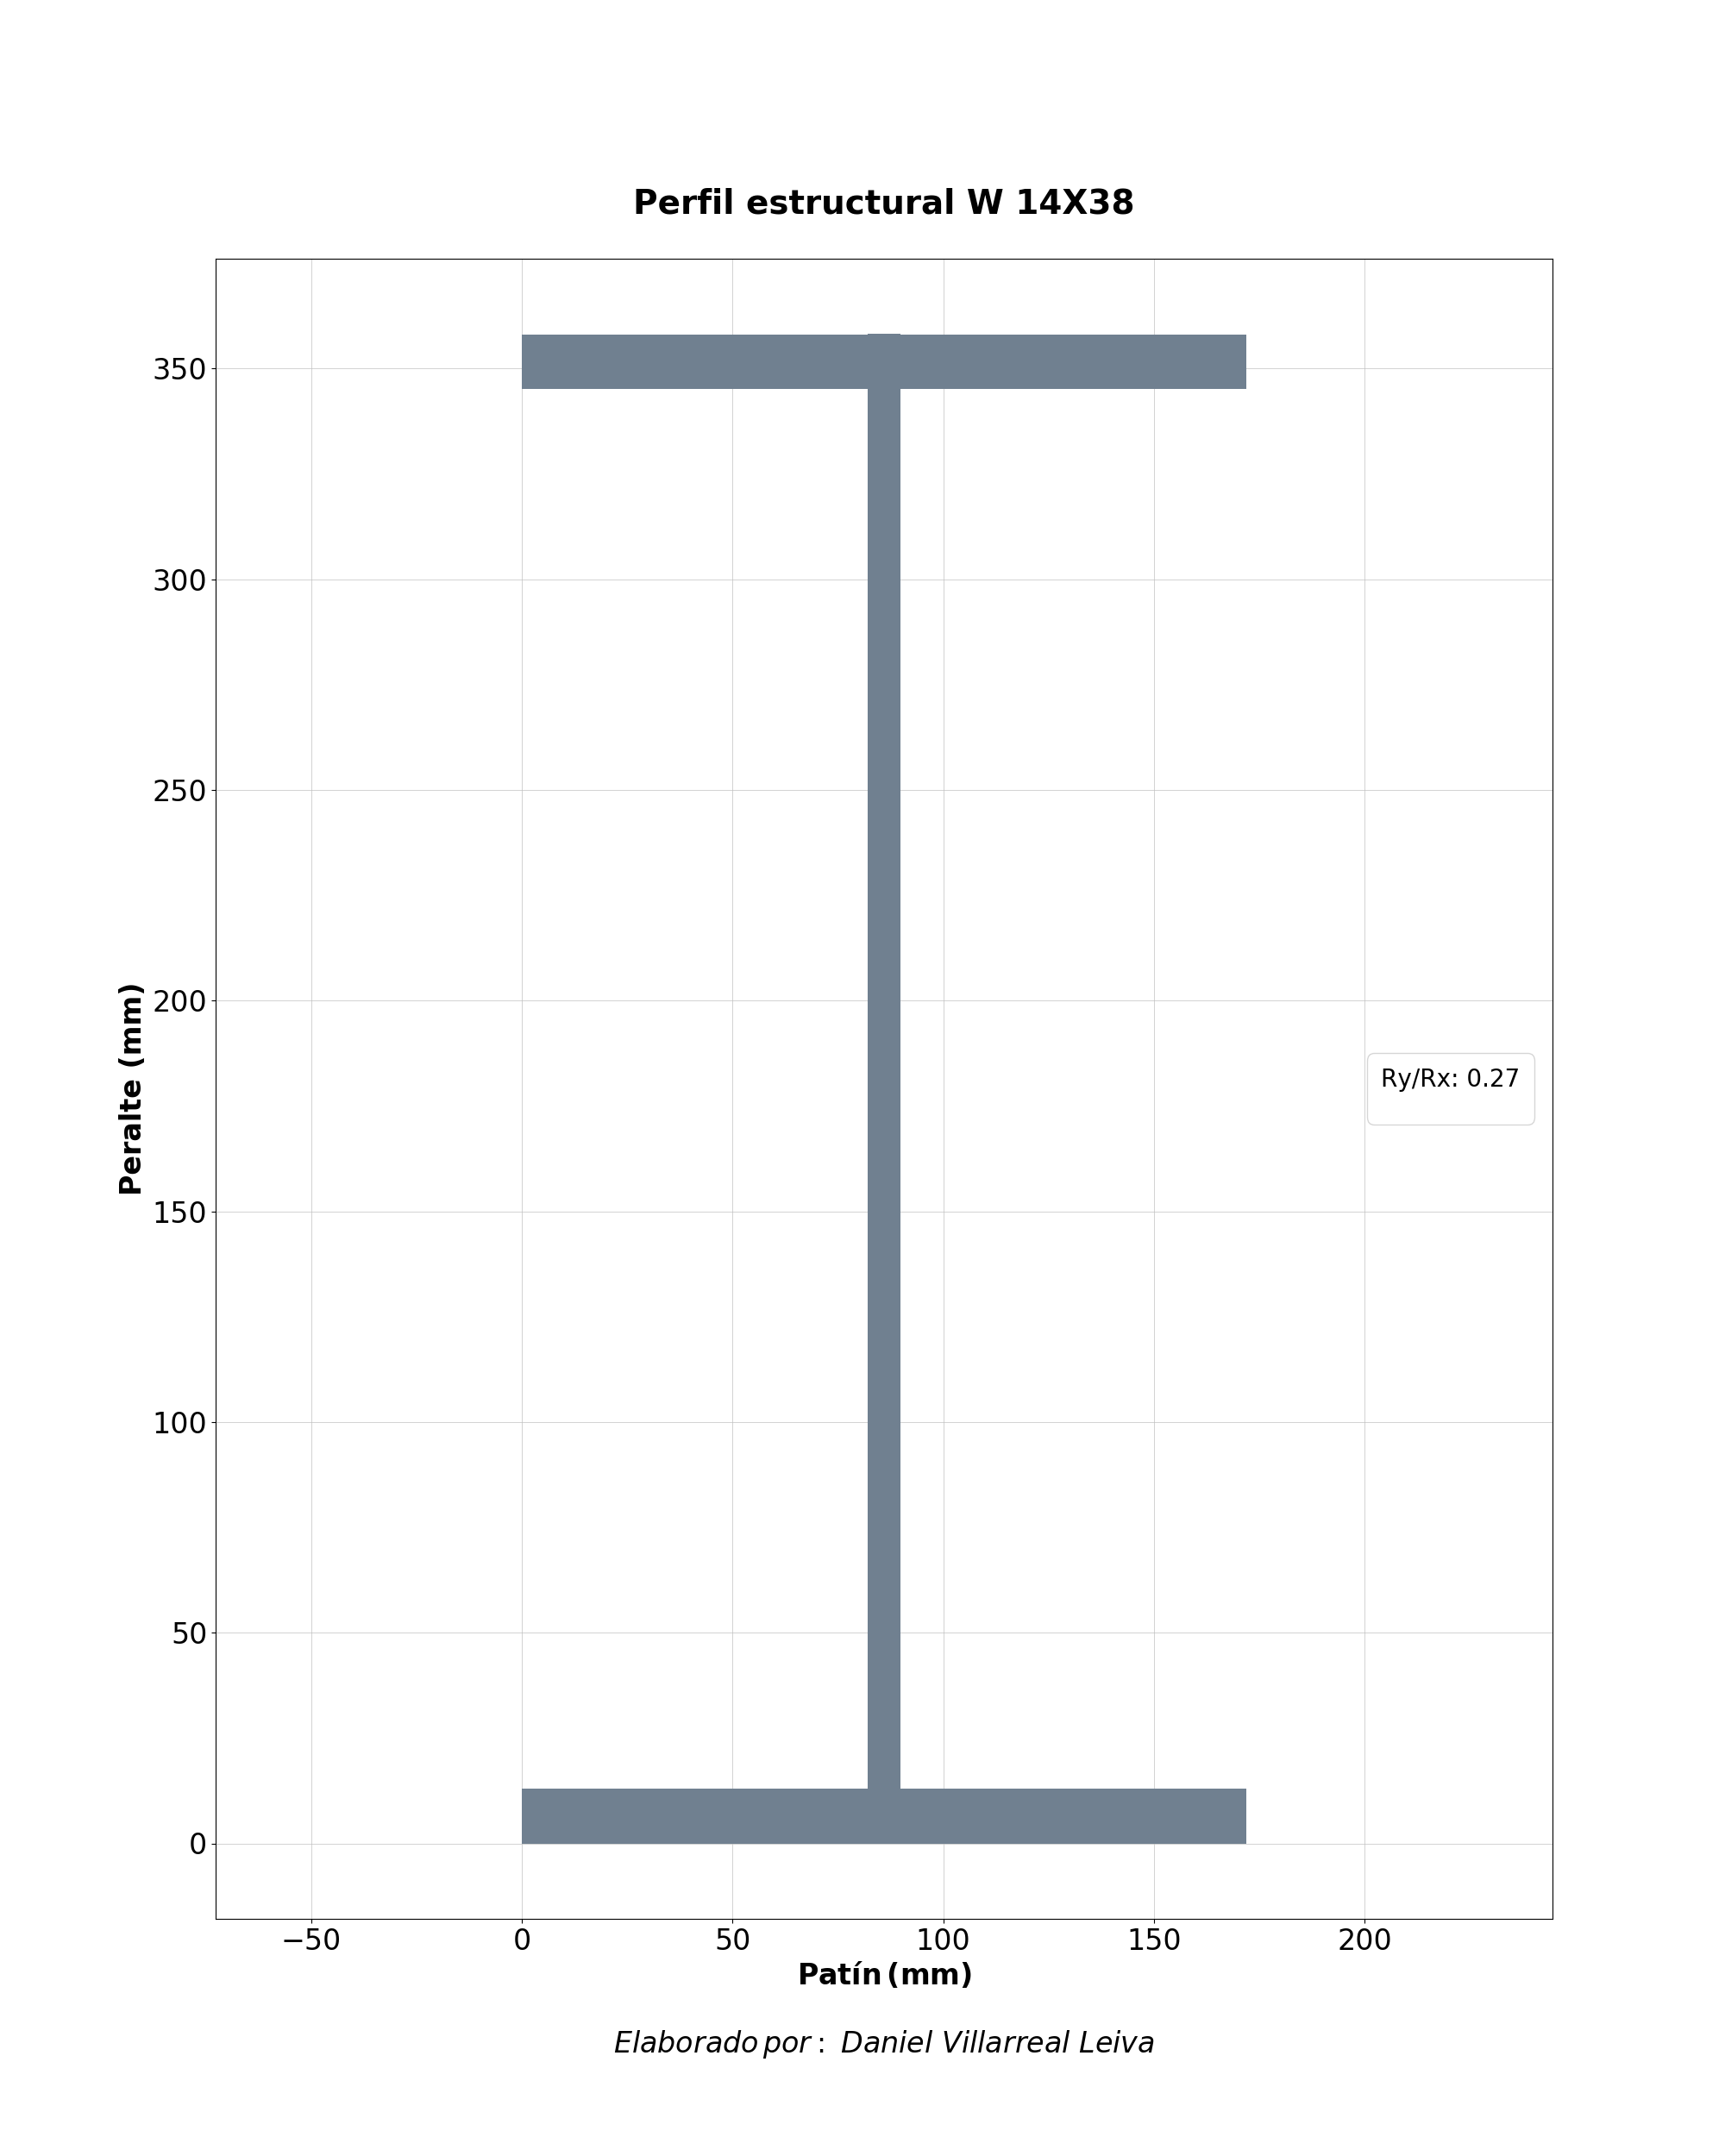 Perfil estructural W 14X38
350
300
250
200
150
100
50
0
Peralte (mm)
Ry/Rx: 0.27
−50 0 50 100 150 200
Patín (mm)
Elaborado por: Daniel Villarreal Leiva